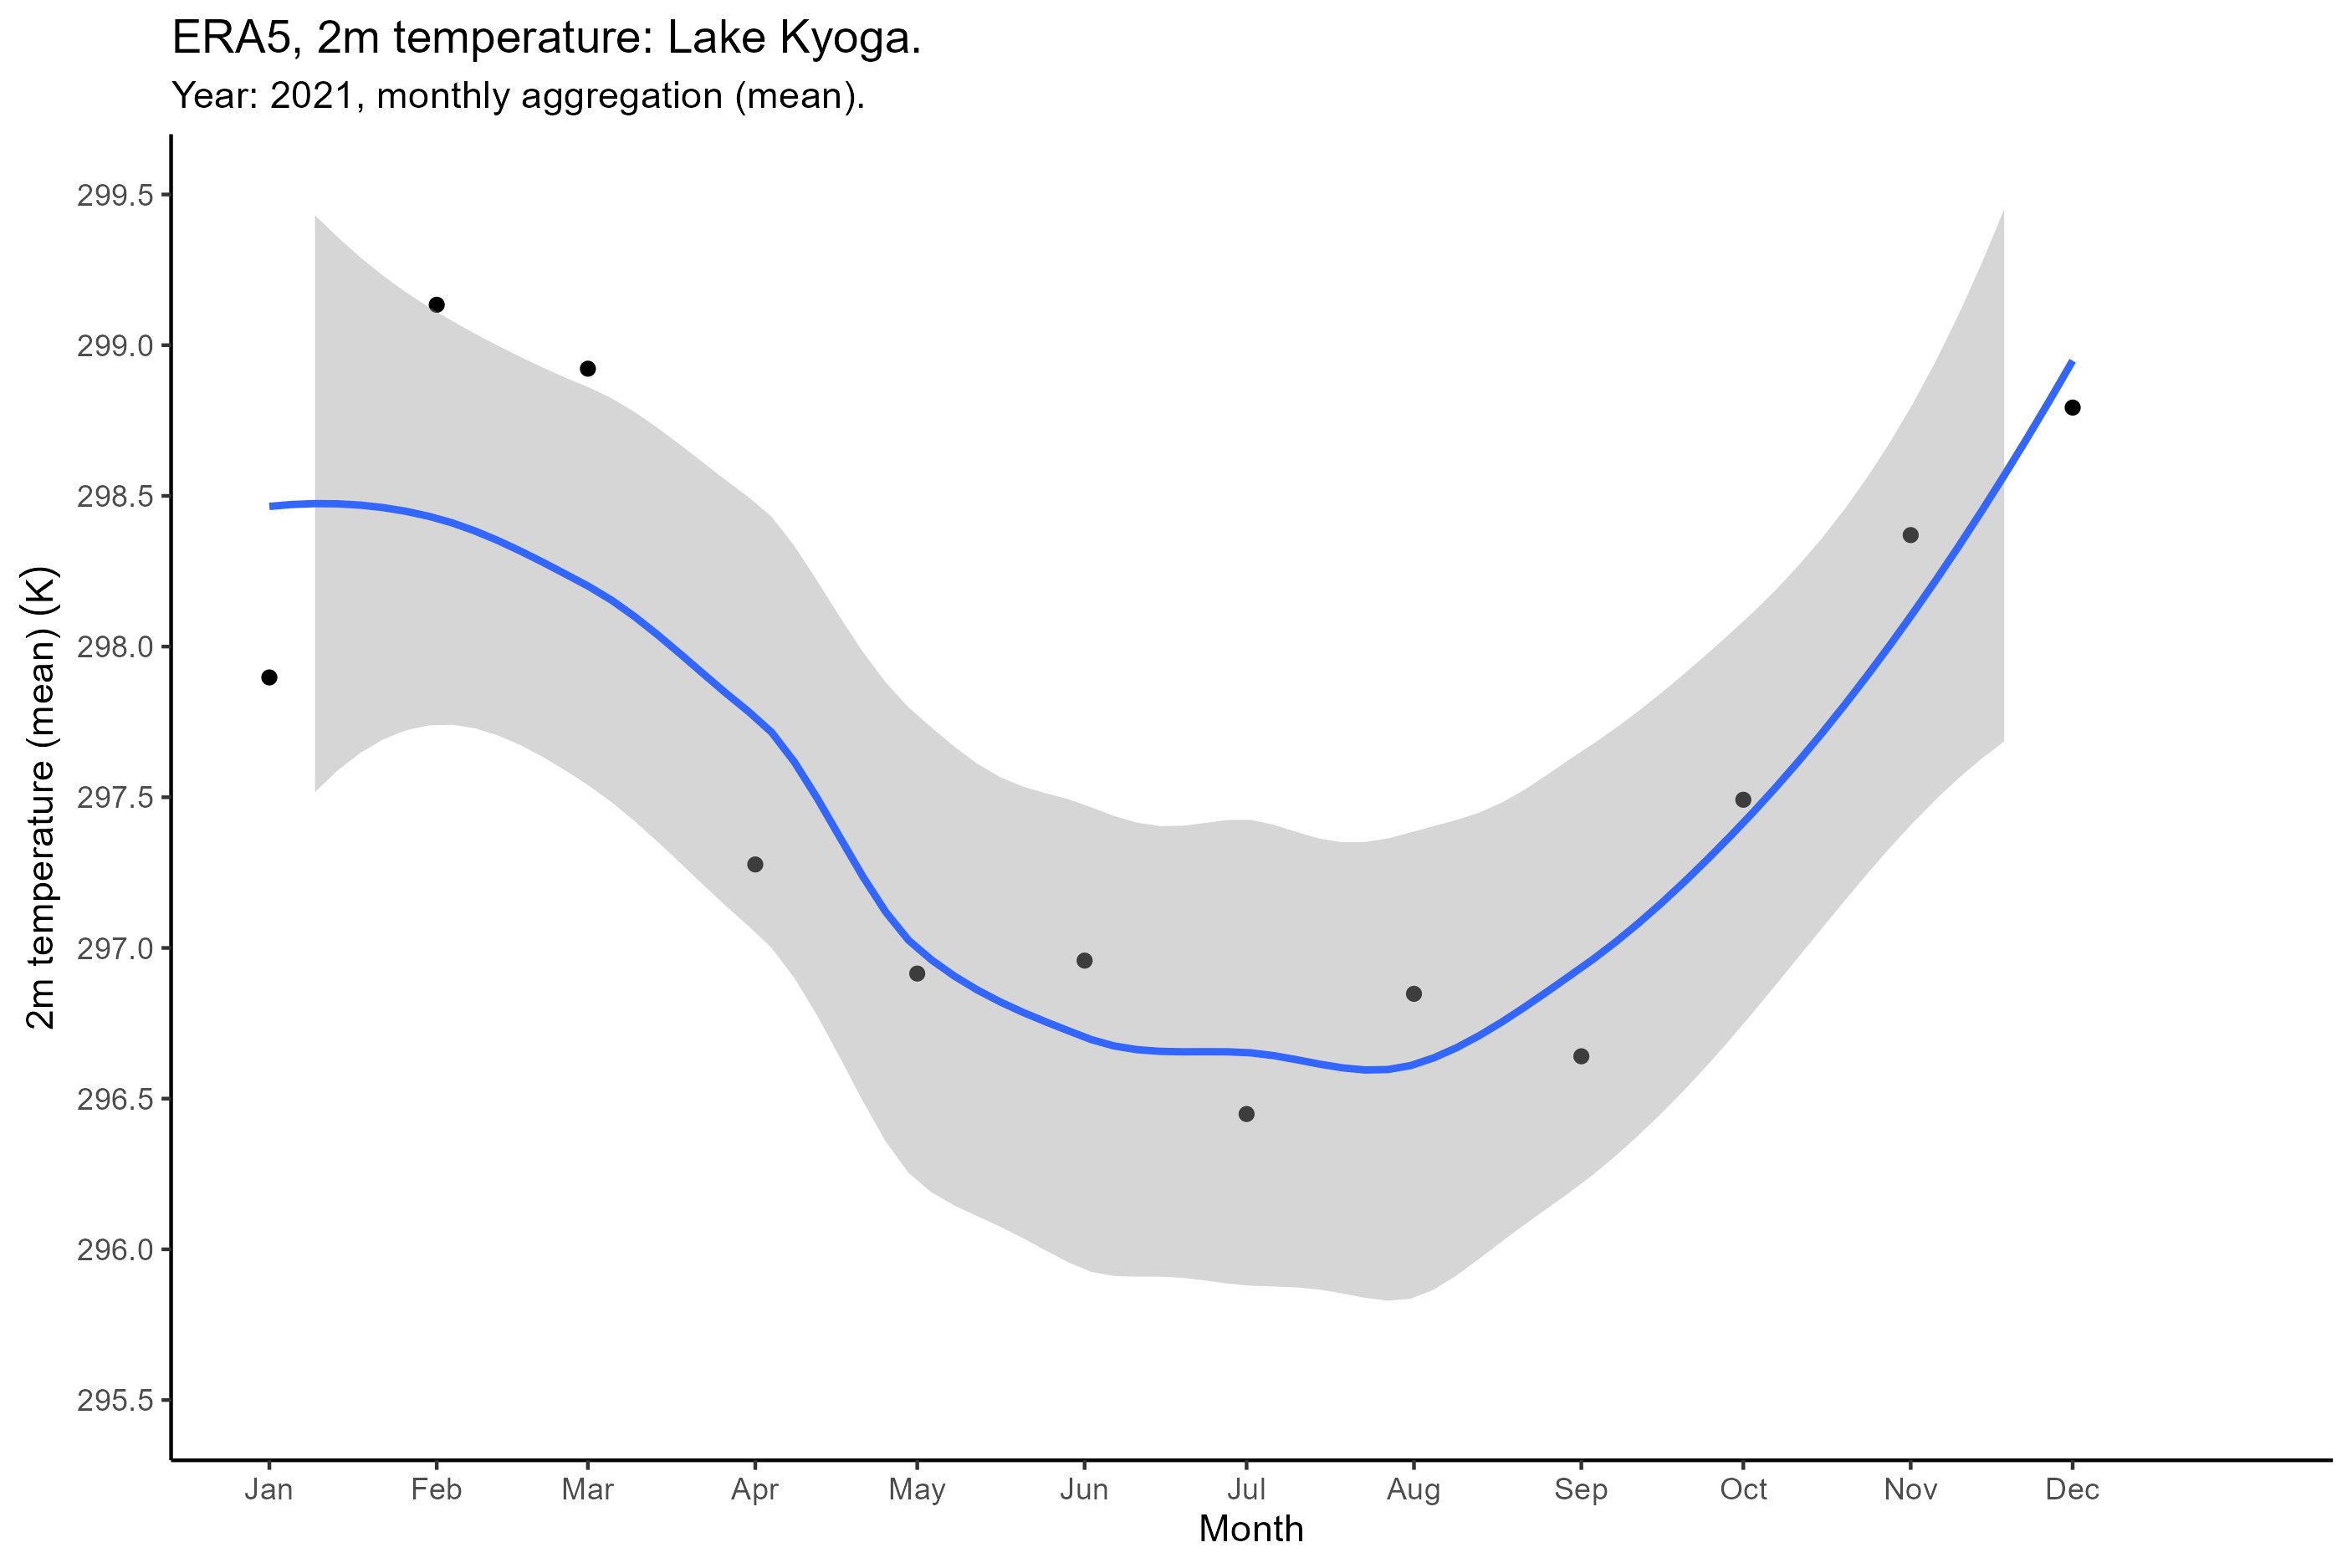 ERA5, 2m temperature: Lake Kyoga.
Year: 2021, monthly aggregation (mean).
2m temperature (mean) (K)
299.5
299.0
298.5
298.0
297.5
297.0
296.5
296.0
295.5
Jan Feb Mar Apr May Jun Jul Aug Sep Oct Nov Dec
Month